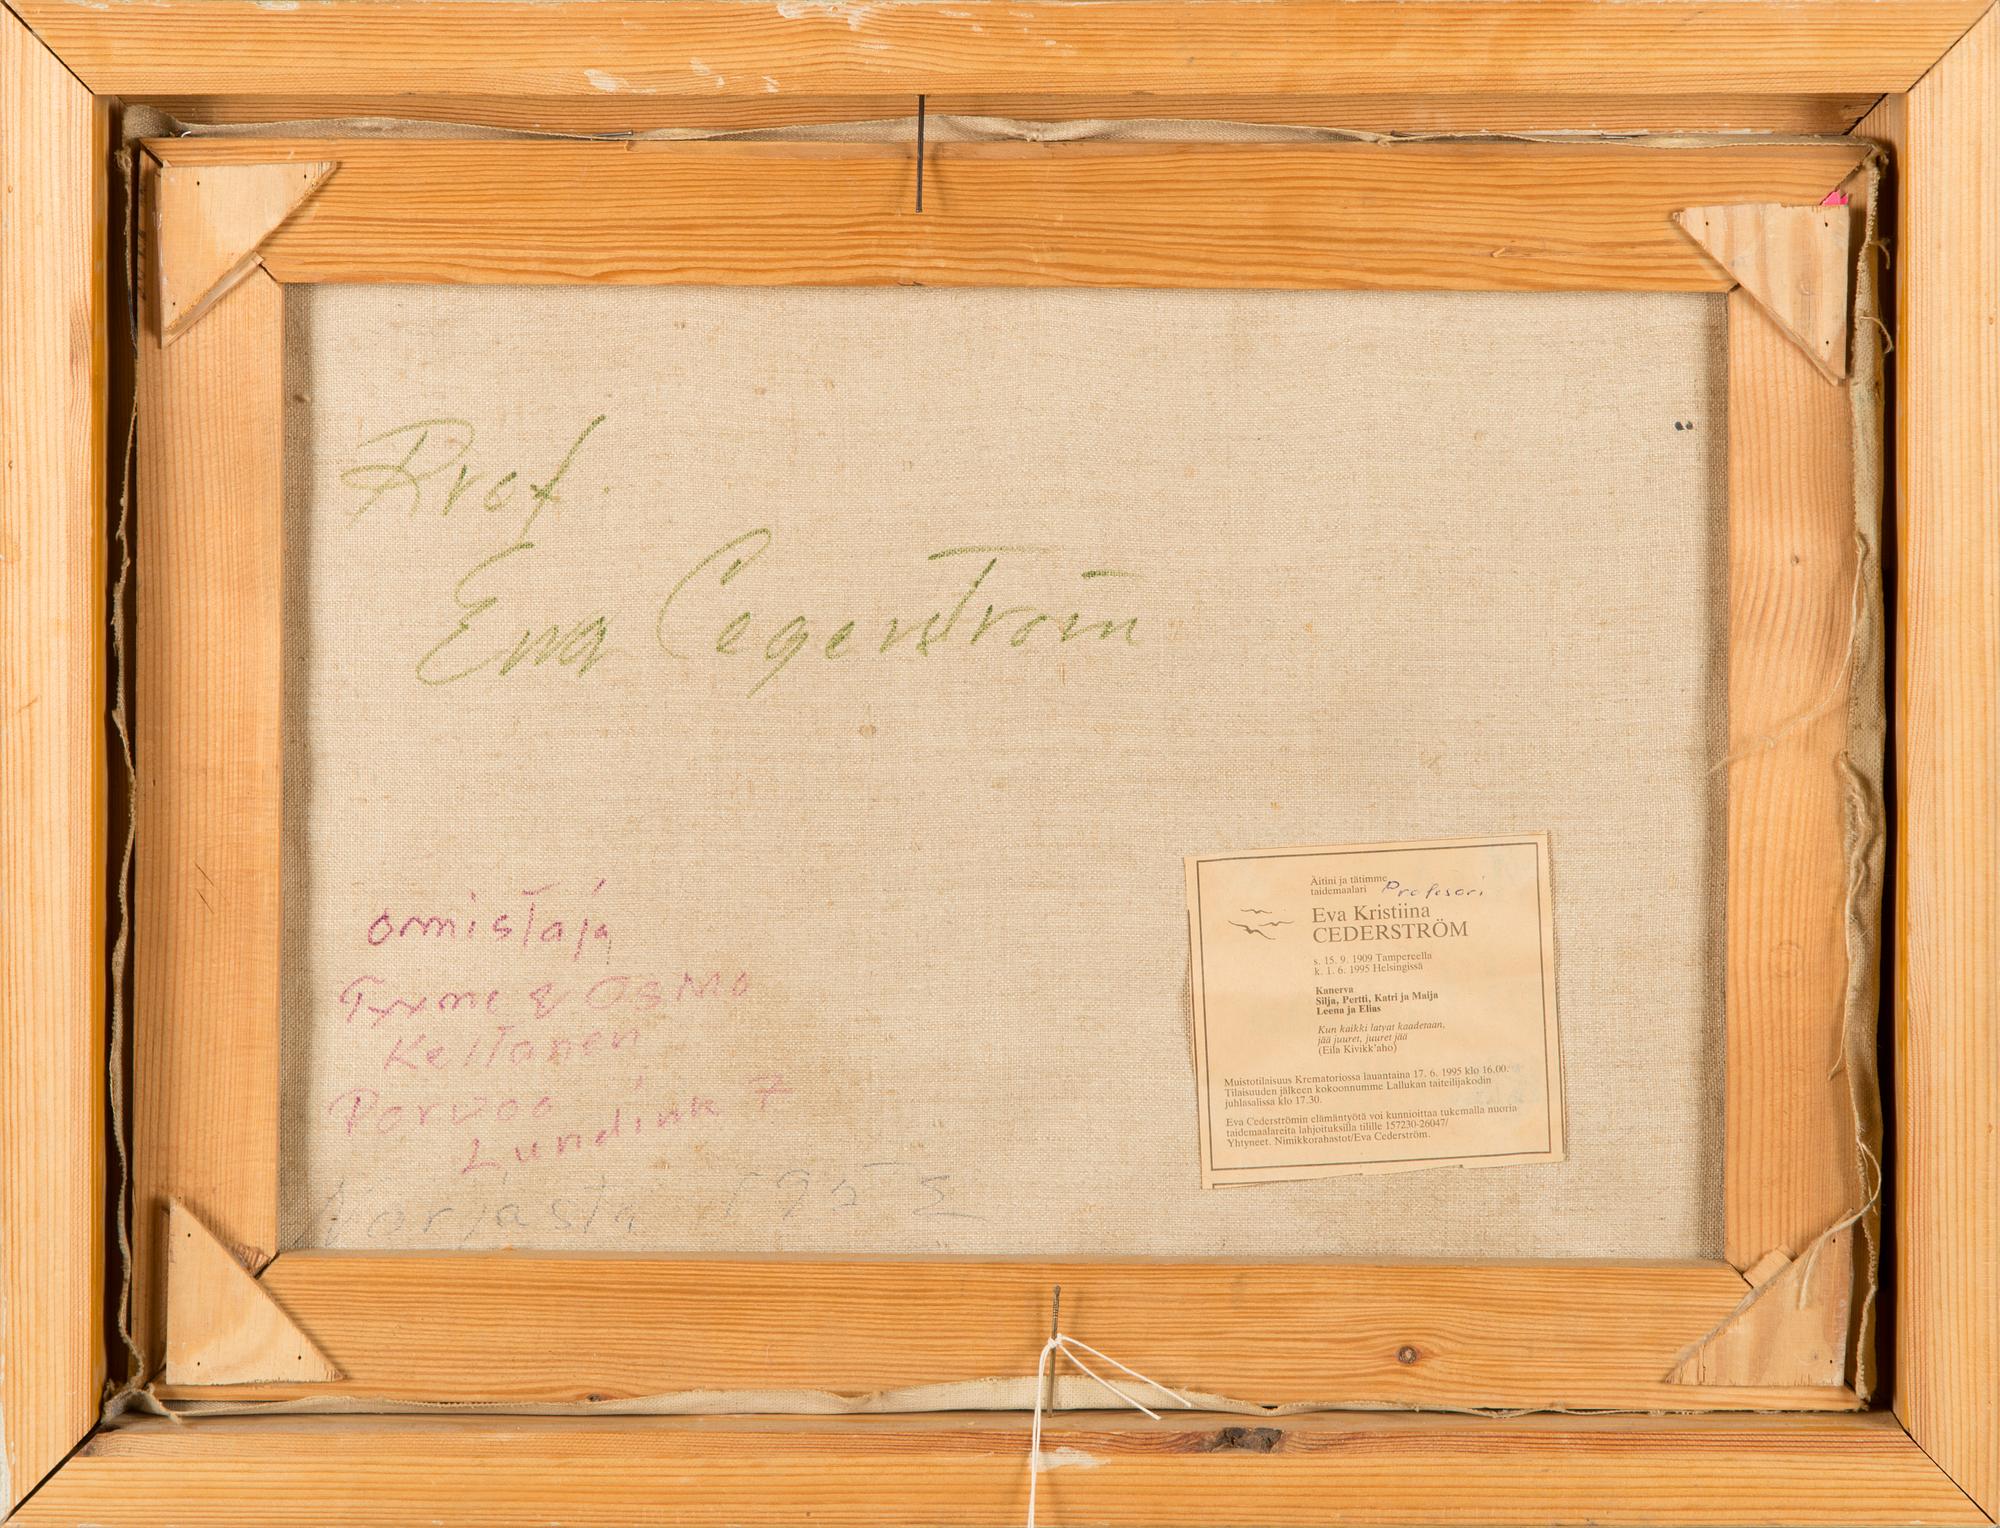 Prof.
Eva Cegerström
omistaja
Tyyne & OSMO
Keltanen
Porvoo
Lundink 7
Norjasta 1952
Äitini ja tätimme
taidemaalari Professori
Eva Kristiina
CEDERSTRÖM
s. 15. 9. 1909 Tampereella
k. 1. 6. 1995 Helsingissä
Kanerva
Silja, Pertti, Katri ja Maija
Leena ja Elias
Kun kaikki latvat kaadetaan,
jää juuret, juuret jää
(Eila Kivikk'aho)
Muistotilaisuus Krematoriossa lauantaina 17. 6. 1995 klo 16.00.
Tilaisuuden jälkeen kokoonnumme Lallukan taiteilijakodin
juhlasalissa klo 17.30.
Eva Cederströmin elämäntyötä voi kunnioittaa tukemalla nuoria
taidemaalareita lahjoituksilla tilille 157230-26047/
Yhtyneet. Nimikkorahastot/Eva Cederström.